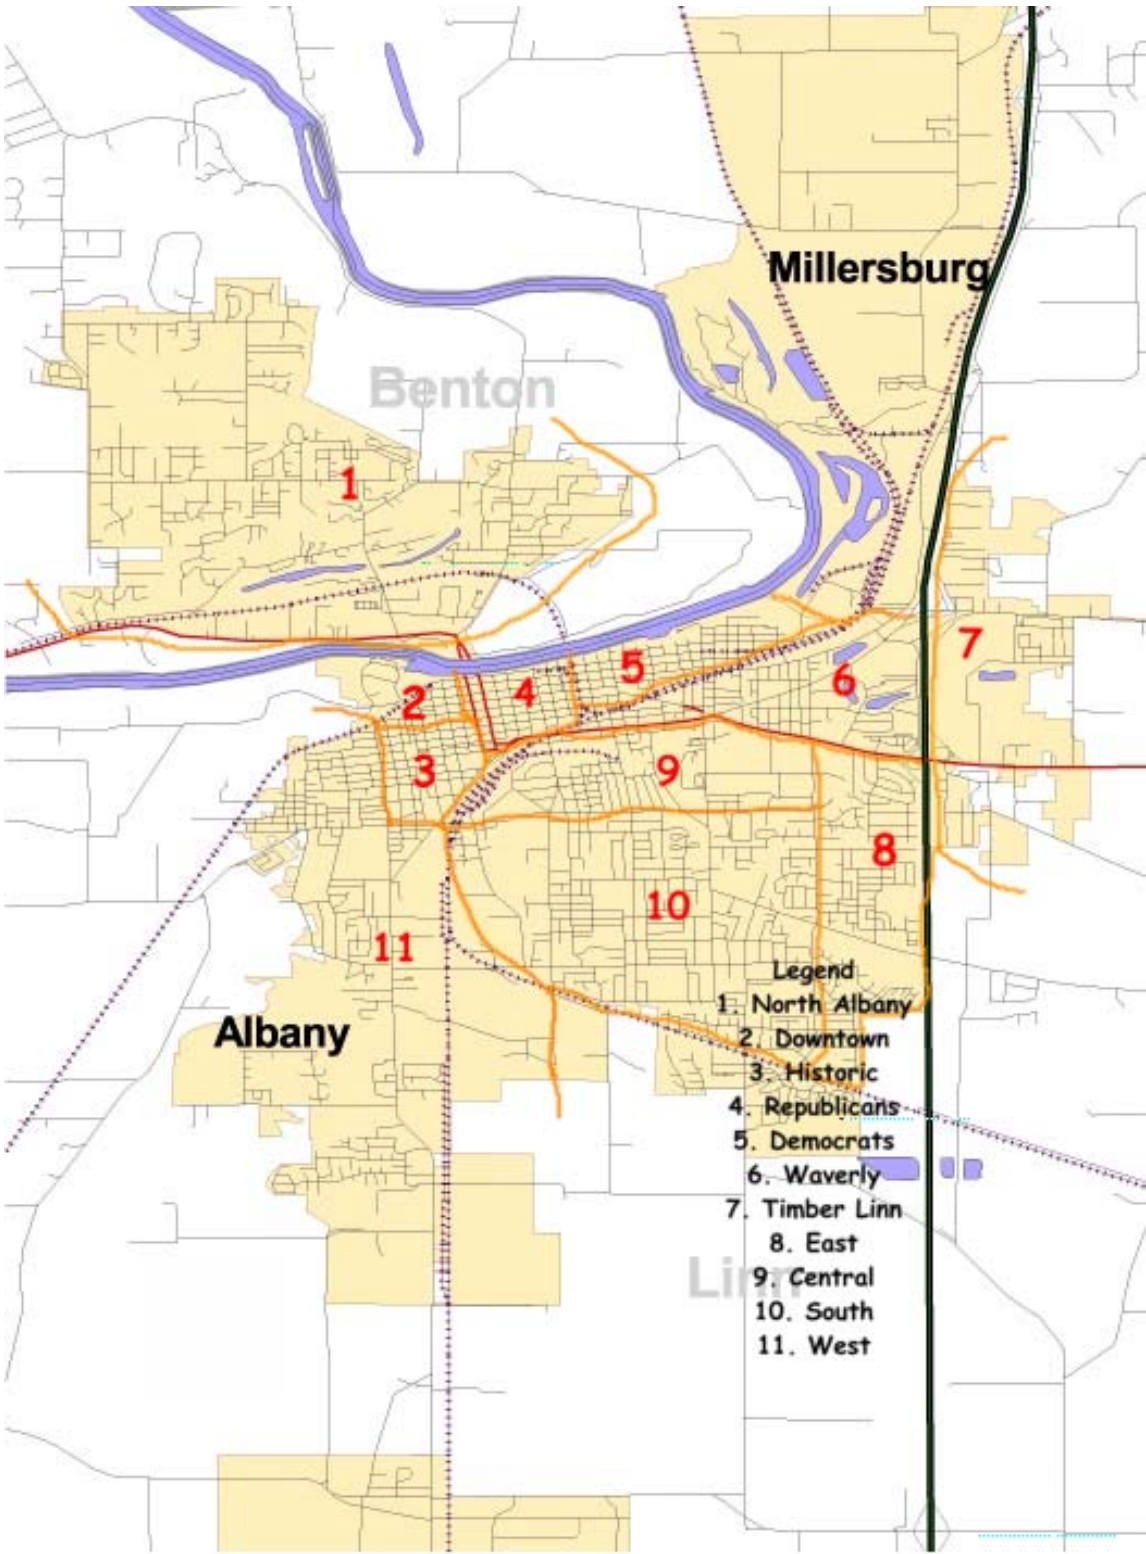 Millersburg
Benton
1
7
5
6
4
2
9
3
8
10
11
Albany
Legend
1. North Albany
2. Downtown
3. Historic
4. Republicans
5. Democrats
6. Waverly
7. Timber Linn
8. East
Linn
9. Central
10. South
11. West